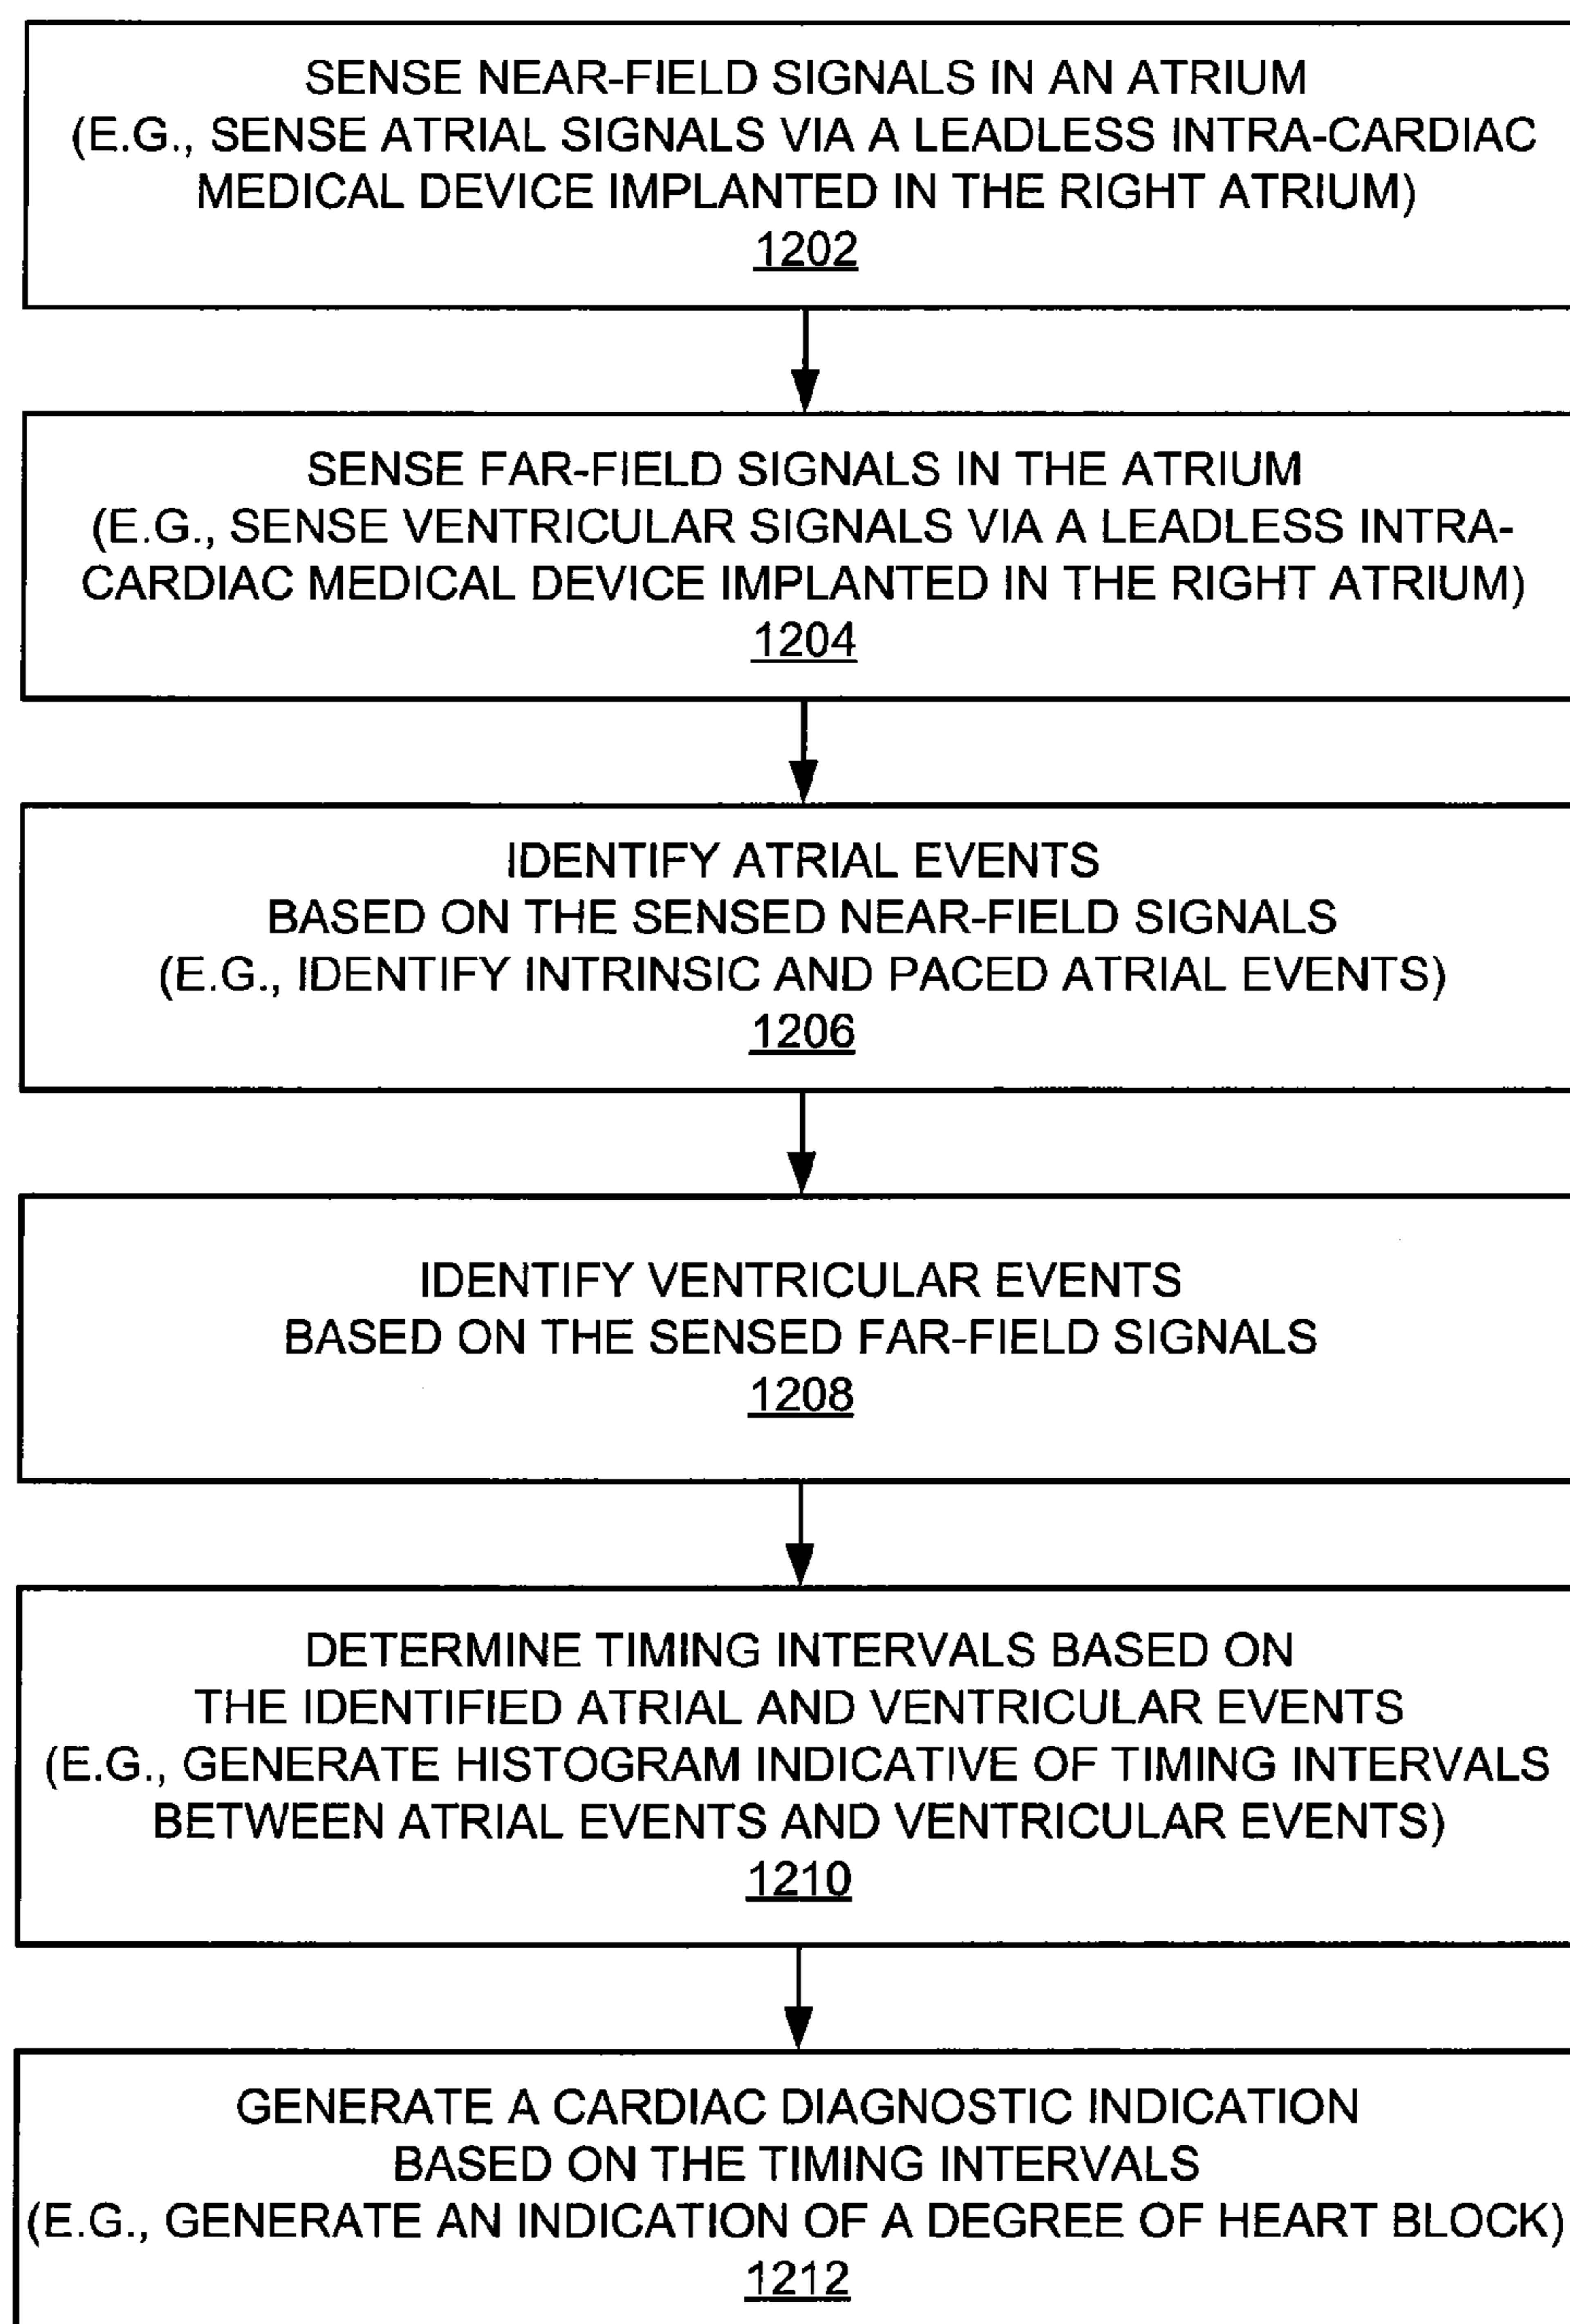 SENSE NEAR-FIELD SIGNALS IN AN ATRIUM
(E.G., SENSE ATRIAL SIGNALS VIA A LEADLESS INTRA-CARDIAC
MEDICAL DEVICE IMPLANTED IN THE RIGHT ATRIUM)
1202
SENSE FAR-FIELD SIGNALS IN THE ATRIUM
(E.G., SENSE VENTRICULAR SIGNALS VIA A LEADLESS INTRA-
CARDIAC MEDICAL DEVICE IMPLANTED IN THE RIGHT ATRIUM)
1204
IDENTIFY ATRIAL EVENTS
BASED ON THE SENSED NEAR-FIELD SIGNALS
(E.G., IDENTIFY INTRINSIC AND PACED ATRIAL EVENTS)
1206
IDENTIFY VENTRICULAR EVENTS
BASED ON THE SENSED FAR-FIELD SIGNALS
1208
DETERMINE TIMING INTERVALS BASED ON
THE IDENTIFIED ATRIAL AND VENTRICULAR EVENTS
(E.G., GENERATE HISTOGRAM INDICATIVE OF TIMING INTERVALS
BETWEEN ATRIAL EVENTS AND VENTRICULAR EVENTS)
1210
GENERATE A CARDIAC DIAGNOSTIC INDICATION
BASED ON THE TIMING INTERVALS
(E.G., GENERATE AN INDICATION OF A DEGREE OF HEART BLOCK)
1212